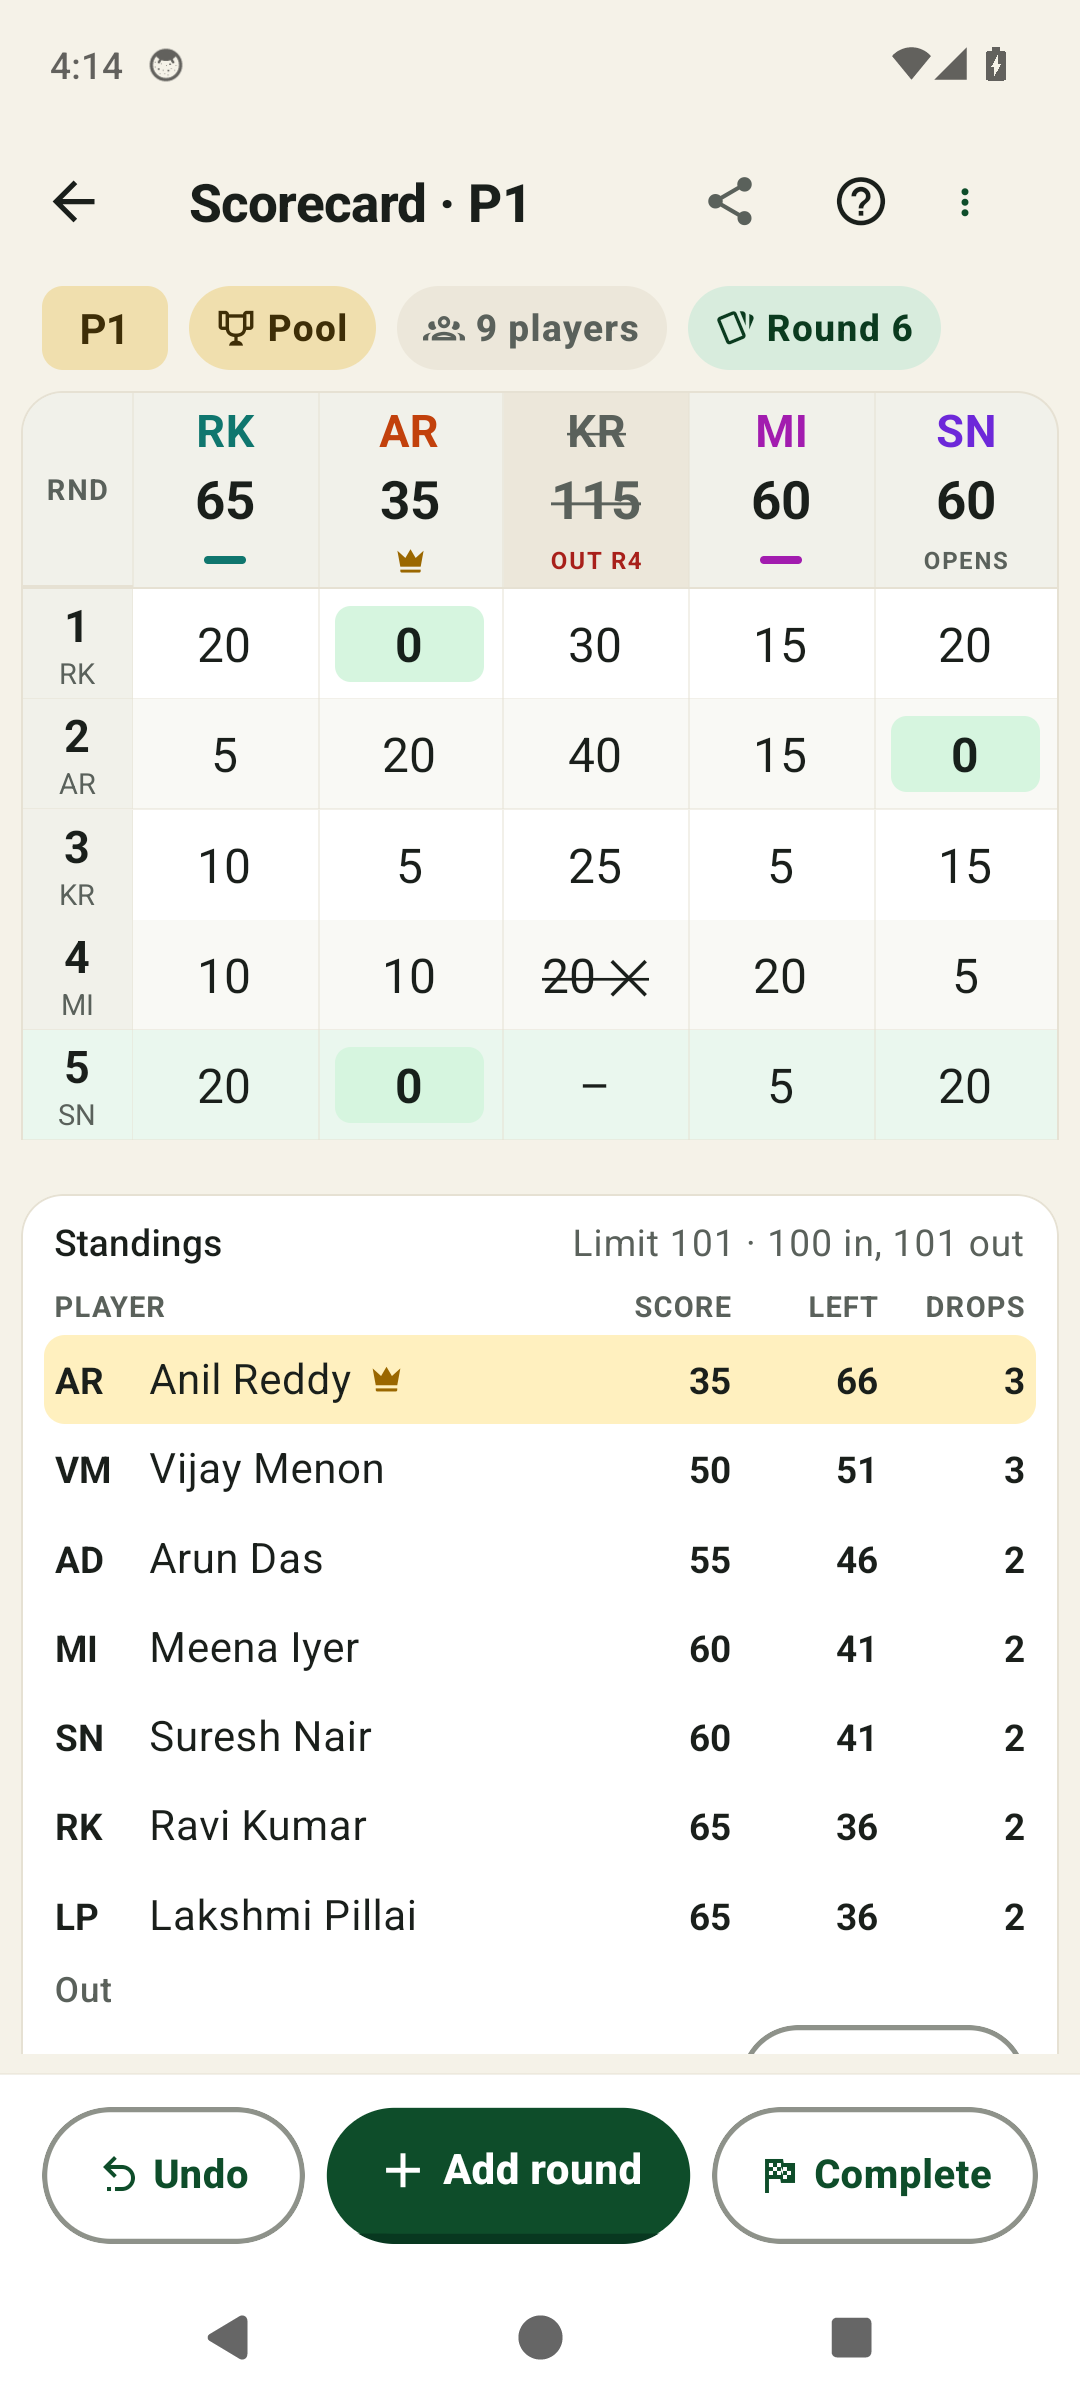 4:14
Scorecard · P1
P1 Pool 9 players Round 6
RND RK AR KR MI SN
65 35 115 60 60
OUT R4 OPENS
1 20 0 30 15 20
RK
2 5 20 40 15 0
AR
3 10 5 25 5 15
KR
4 10 10 20 × 20 5
MI
5 20 0 – 5 20
SN
Standings Limit 101 · 100 in, 101 out
PLAYER SCORE LEFT DROPS
AR Anil Reddy 35 66 3
VM Vijay Menon 50 51 3
AD Arun Das 55 46 2
MI Meena Iyer 60 41 2
SN Suresh Nair 60 41 2
RK Ravi Kumar 65 36 2
LP Lakshmi Pillai 65 36 2
Out
Undo + Add round Complete